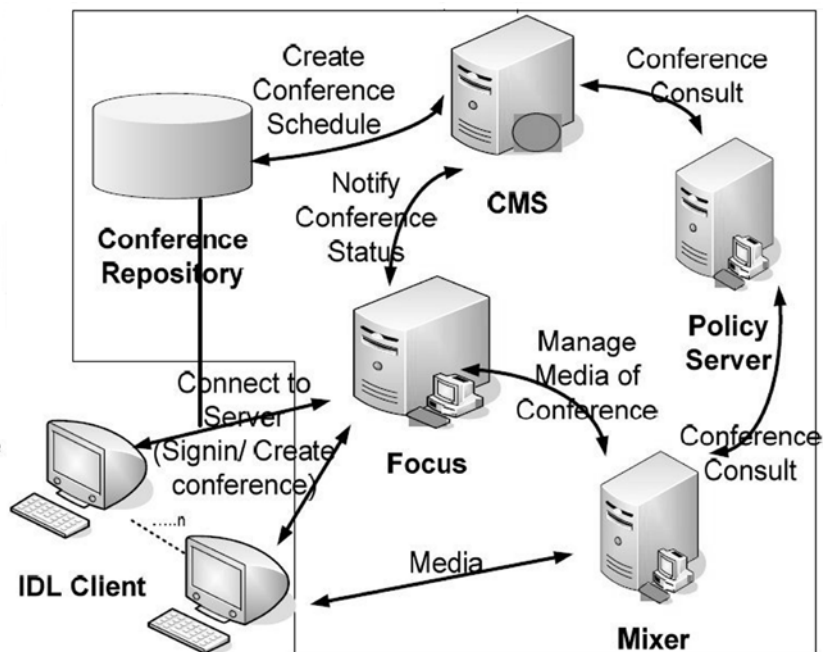 Create
Conference
Schedule
Conference
Consult
Notify
Conference
Status
CMS
Conference
Repository
Policy
Server
Manage
Media of
Conference
Connect to
Server
(Signin/ Create
conference)
Focus
Conference
Consult
.....n
IDL Client
Media
Mixer